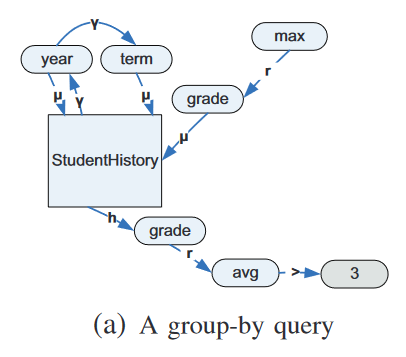 γ
max
year
term
r
μ
γ
μ
grade
μ
StudentHistory
h
grade
r
avg
>
3
(a) A group-by query